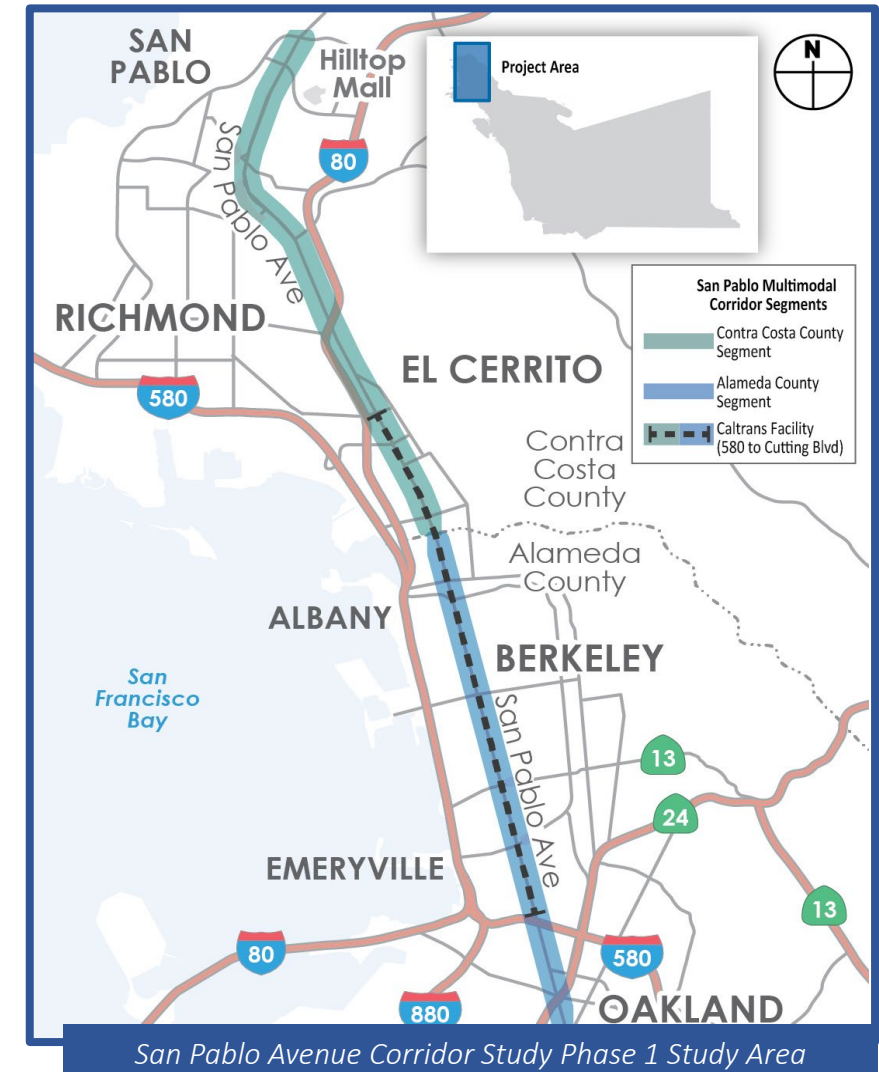 SAN
PABLO
Hilltop
Mall
N
Project Area
80
San Pablo Ave
San Pablo Multimodal
Corridor Segments
Contra Costa County
Segment
Alameda County
Segment
Caltrans Facility
(580 to Cutting Blvd)
RICHMOND
EL CERRITO
580
Contra
Costa
County
Alameda
County
ALBANY
BERKELEY
San
Francisco
Bay
San Pablo Ave
13
24
EMERYVILLE
13
80
580
880
OAKLAND
San Pablo Avenue Corridor Study Phase 1 Study Area